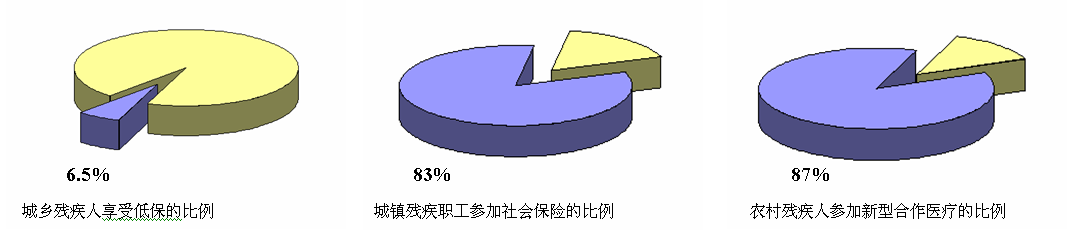 6.5%
83%
87%
城乡残疾人享受低保的比例
城镇残疾职工参加社会保险的比例
农村残疾人参加新型合作医疗的比例